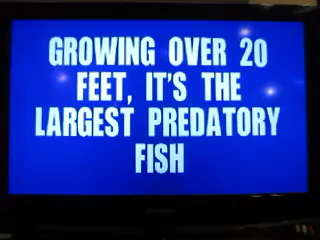 GROWING OVER 20
FEET, IT'S THE
LARGEST PREDATORY
FISH